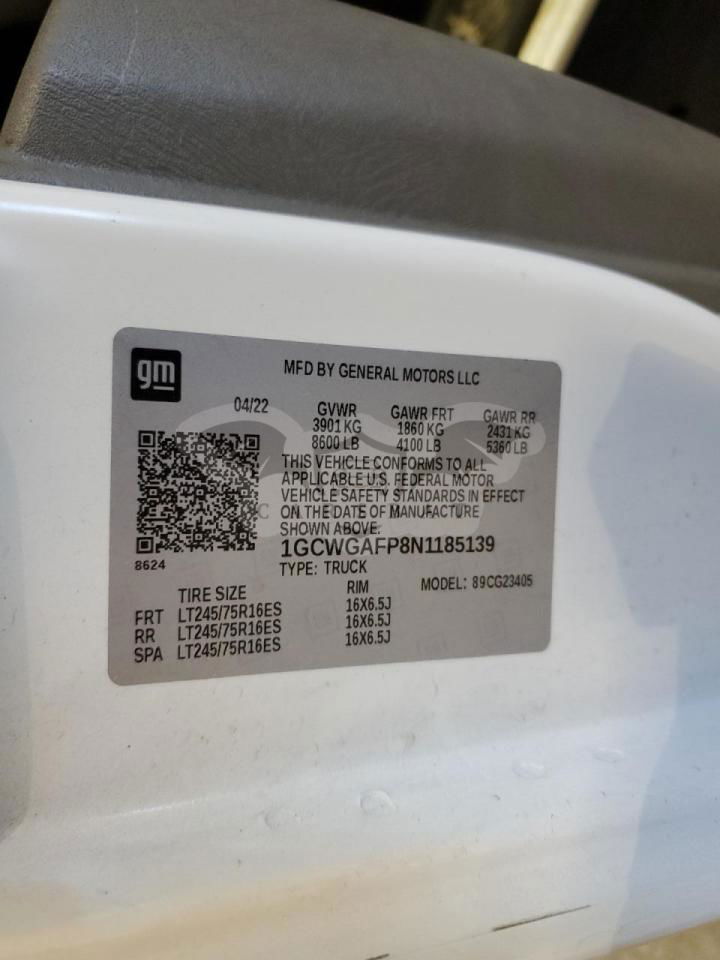 gm
MFD BY GENERAL MOTORS LLC
04/22 GVWR GAWR FRT GAWR RR
3901 KG 1860 KG 2431 KG
8600 LB 4100 LB 5360 LB
THIS VEHICLE CONFORMS TO ALL
APPLICABLE U.S. FEDERAL MOTOR
VEHICLE SAFETY STANDARDS IN EFFECT
ON THE DATE OF MANUFACTURE
SHOWN ABOVE.
1GCWGAFP8N1185139
8624 TYPE: TRUCK MODEL: 89CG23405
TIRE SIZE RIM
FRT LT245/75R16ES 16X6.5J
RR LT245/75R16ES 16X6.5J
SPA LT245/75R16ES 16X6.5J